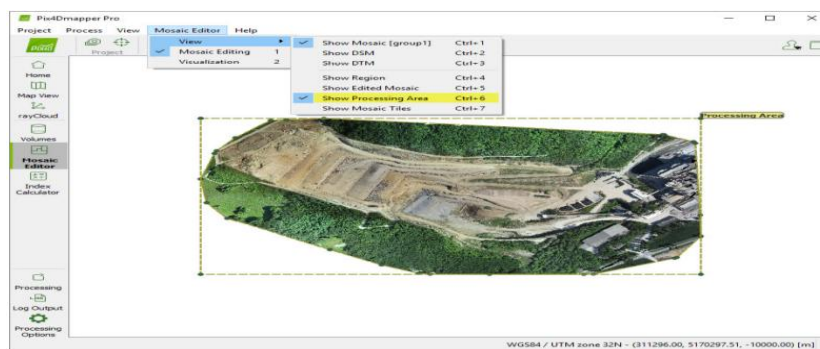 Pix4Dmapper Pro
Project Process View Mosaic Editor Help
View
Mosaic Editing 1
Visualization 2
Show Mosaic [group1] Ctrl+1
Show DSM Ctrl+2
Show DTM Ctrl+3
Show Region Ctrl+4
Show Edited Mosaic Ctrl+5
Show Processing Area Ctrl+6
Show Mosaic Tiles Ctrl+7
Project
Home
Map View
rayCloud
Volumes
Mosaic
Editor
Index
Calculator
Processing
Log Output
Processing
Options
Processing Area
WGS84 / UTM zone 32N - (311296.00, 5170297.51, -10000.00) [m]